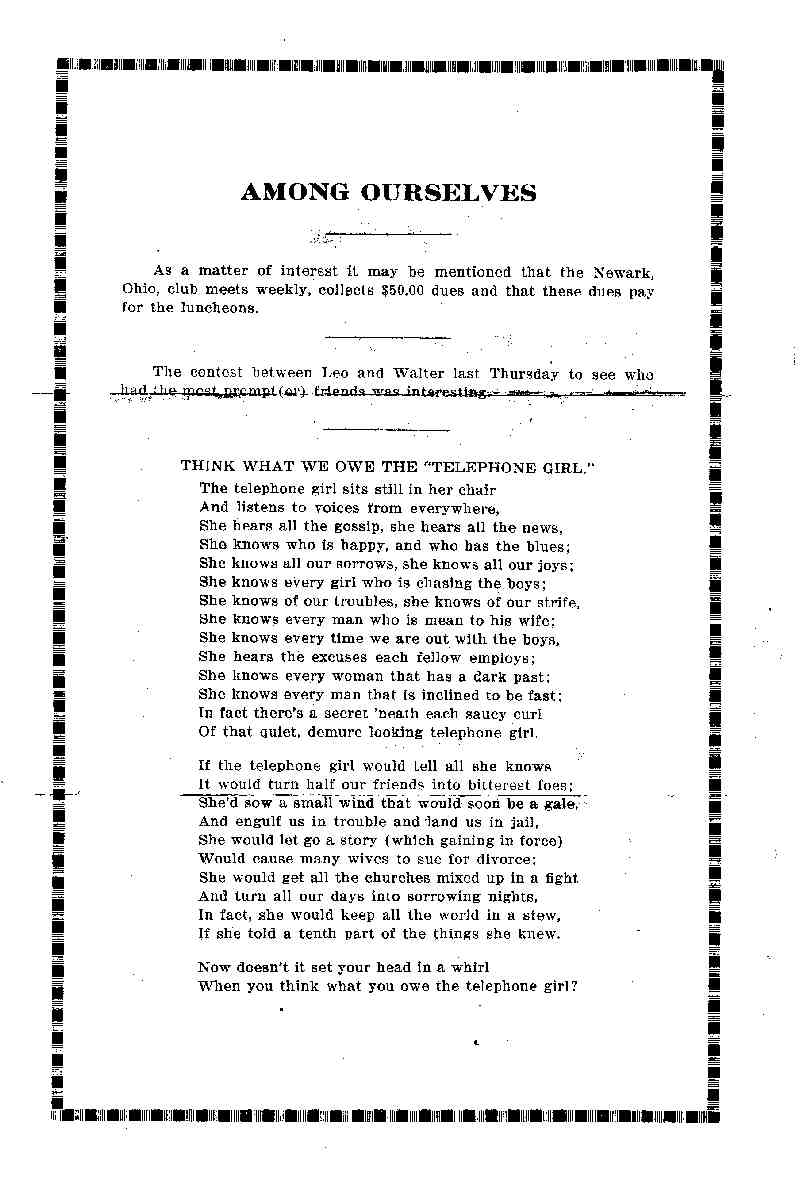 AMONG OURSELVES
As a matter of interest it may be mentioned that the Newark,
Ohio, club meets weekly, collects $50.00 dues and that these dues pay
for the luncheons.
The contest between Leo and Walter last Thursday to see who
had the most prompt(er) friends was interesting.
THINK WHAT WE OWE THE "TELEPHONE GIRL."
The telephone girl sits still in her chair
And listens to voices from everywhere,
She hears all the gossip, she hears all the news,
She knows who is happy, and who has the blues;
She knows all our sorrows, she knows all our joys;
She knows every girl who is chasing the boys;
She knows of our troubles, she knows of our strife,
She knows every man who is mean to his wife;
She knows every time we are out with the boys,
She hears the excuses each fellow employs;
She knows every woman that has a dark past;
She knows every man that is inclined to be fast;
In fact there's a secret 'neath each saucy curl
Of that quiet, demure looking telephone girl.
If the telephone girl would tell all she knows
It would turn half our friends into bitterest foes;
She'd sow a small wind that would soon be a gale,
And engulf us in trouble and land us in jail,
She would let go a story (which gaining in force)
Would cause many wives to sue for divorce;
She would get all the churches mixed up in a fight
And turn all our days into sorrowing nights,
In fact, she would keep all the world in a stew,
If she told a tenth part of the things she knew.
Now doesn't it set your head in a whirl
When you think what you owe the telephone girl?